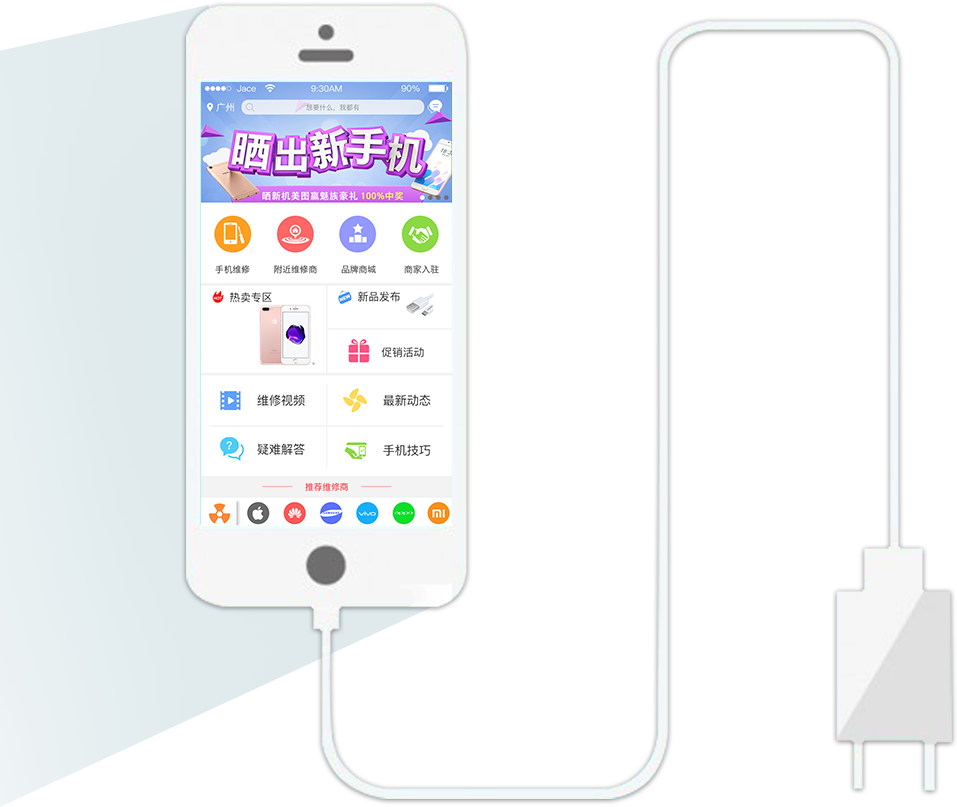 Jace 9:30AM 90%
广州 想要什么，我都有
晒出新手机
晒新机美图赢魅族豪礼 100%中奖
手机维修 附近维修商 品牌商城 商家入驻
HOT 热卖专区 NEW 新品发布
促销活动
维修视频 最新动态
疑难解答 手机技巧
推荐维修商
SAMSUNG vivo oppo mi